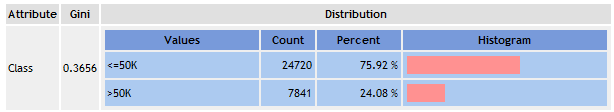 Attribute Gini Distribution
Values Count Percent Histogram
Class 0.3656 <=50K 24720 75.92 %
>50K 7841 24.08 %